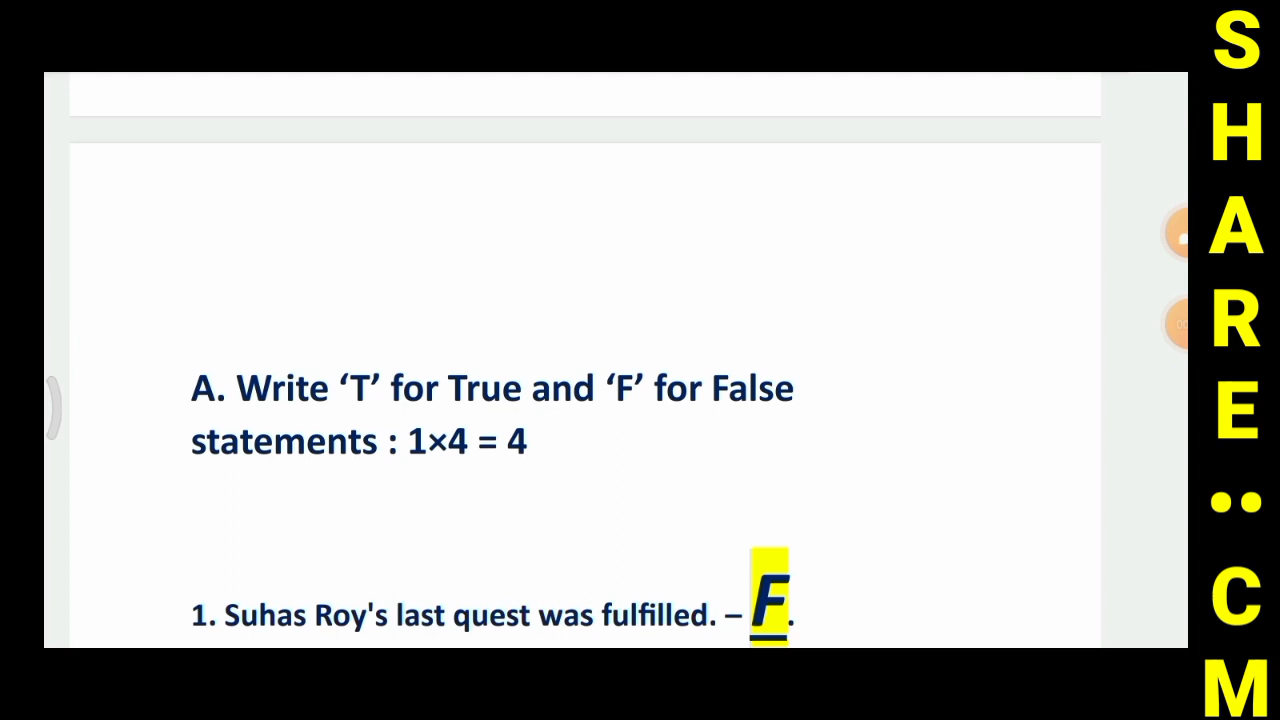 A. Write ‘T’ for True and ‘F’ for False
statements : 1×4 = 4
1. Suhas Roy's last quest was fulfilled. – F.
SHARE••CM